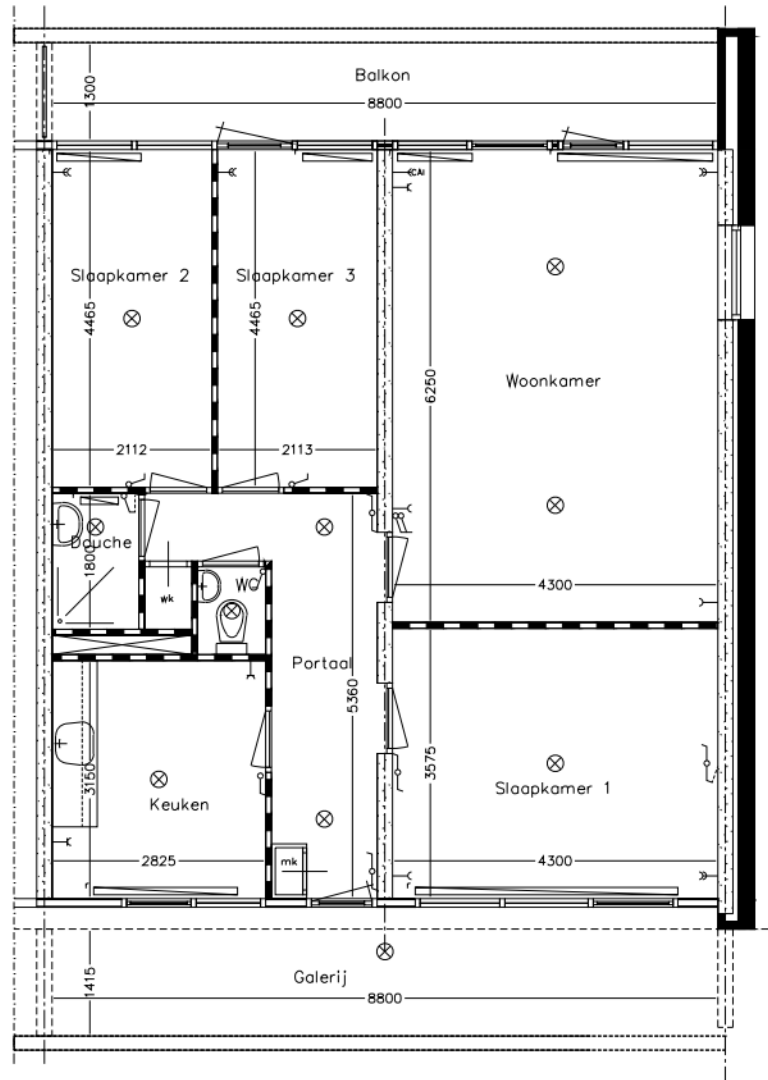 Balkon
1300
8800
CAI
Slaapkamer 2
Slaapkamer 3
4465
4465
Woonkamer
6250
2112
2113
Douche
1800
wk
WC
4300
Portaal
5360
3150
3575
Keuken
Slaapkamer 1
mk
2825
4300
r
r
Galerij
1415
8800